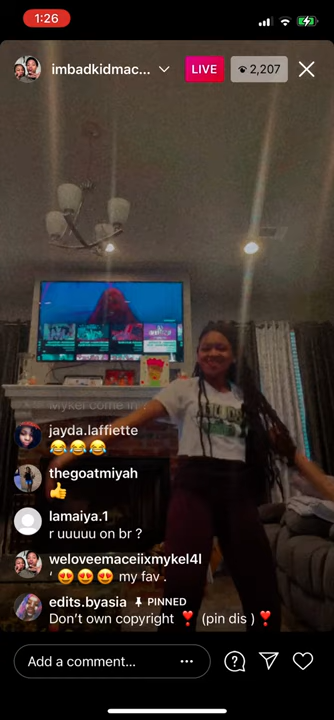 1:26
imbadkidmac...
LIVE
2,207
Mykel come in ?
jayda.laffiette
😂😂😂
thegoatmiyah
👍
lamaiya.1
r uuuuu on br ?
weloveemaceiixmykel4l
‘ 😍😍😍 my fav .
edits.byasia PINNED
Don’t own copyright ❣️ (pin dis ) ❣️
Add a comment...